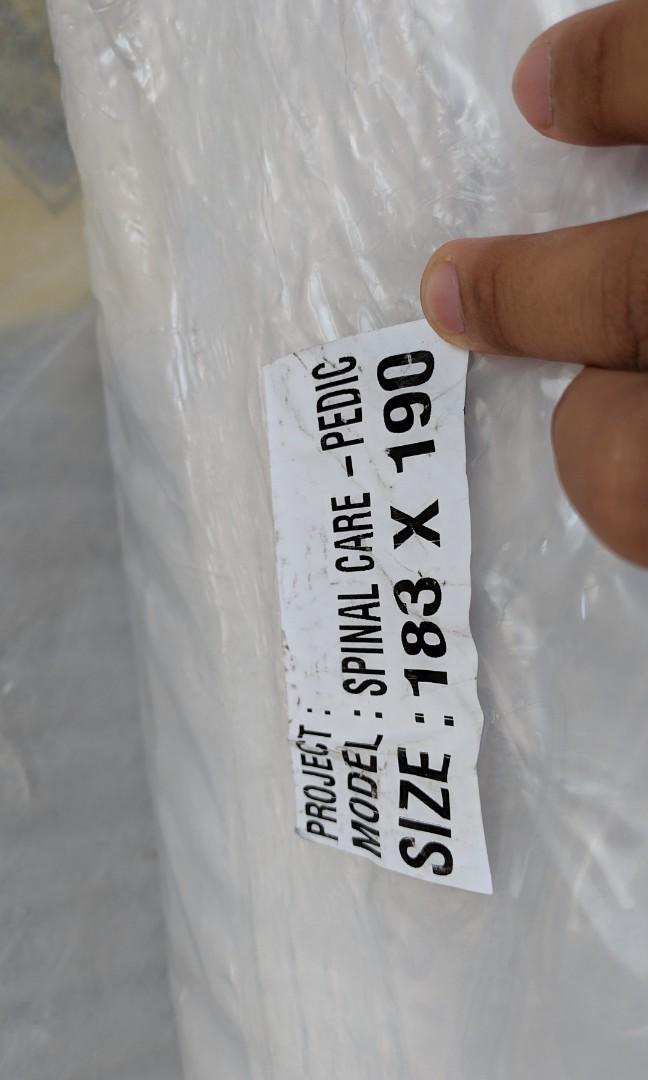 PROJECT :
MODEL : SPINAL CARE -PEDIC
SIZE : 183 X 190